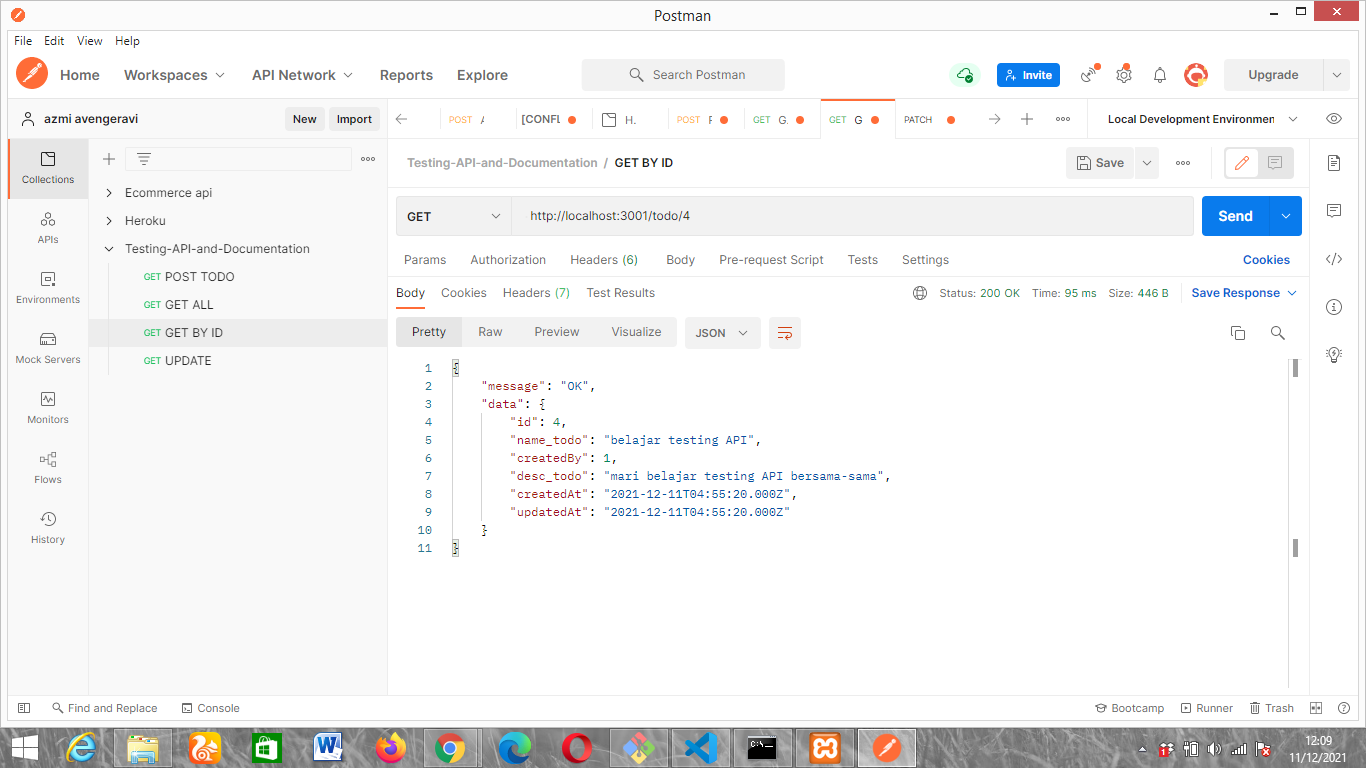 Postman
File Edit View Help
Home Workspaces API Network Reports Explore Search Postman Invite Upgrade
azmi avengeravi New Import
POST [CONFL H. POST GET G. GET G PATCH Local Development Environmen
Collections
APIs
Environments
Mock Servers
Monitors
Flows
History
Ecommerce api
Heroku
Testing-API-and-Documentation
GET POST TODO
GET GET ALL
GET GET BY ID
GET UPDATE
Testing-API-and-Documentation / GET BY ID Save
GET http://localhost:3001/todo/4 Send
Params Authorization Headers (6) Body Pre-request Script Tests Settings Cookies
Body Cookies Headers (7) Test Results Status: 200 OK Time: 95 ms Size: 446 B Save Response
Pretty Raw Preview Visualize JSON
1 {
2 "message": "OK",
3 "data": {
4 "id": 4,
5 "name_todo": "belajar testing API",
6 "createdBy": 1,
7 "desc_todo": "mari belajar testing API bersama-sama",
8 "createdAt": "2021-12-11T04:55:20.000Z",
9 "updatedAt": "2021-12-11T04:55:20.000Z"
10 }
11 }
Find and Replace Console Bootcamp Runner Trash
12:09
11/12/2021